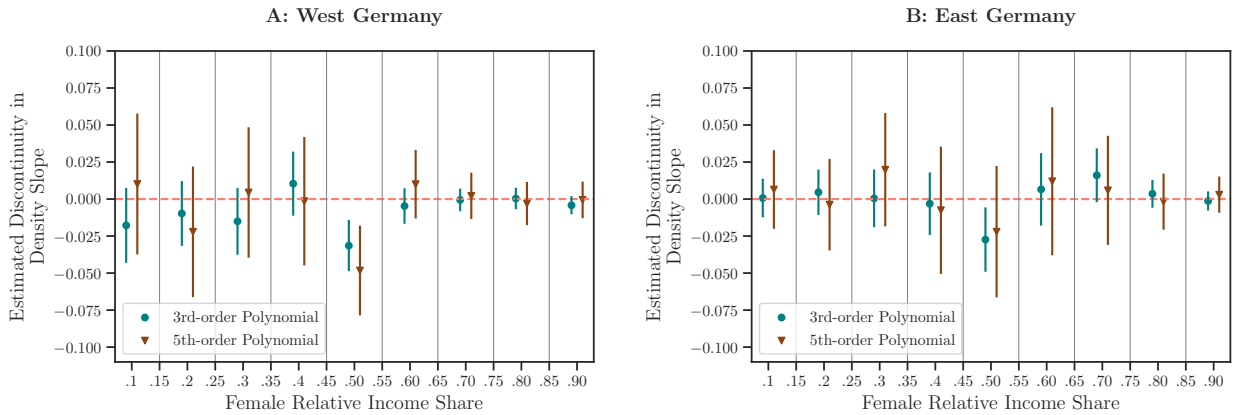 A: West Germany
Estimated Discontinuity in
Density Slope
0.100
0.075
0.050
0.025
0.000
−0.025
−0.050
−0.075
−0.100
3rd-order Polynomial
5th-order Polynomial
.1 .15 .2 .25 .3 .35 .4 .45 .50 .55 .60 .65 .70 .75 .80 .85 .90
Female Relative Income Share
B: East Germany
Estimated Discontinuity in
Density Slope
0.100
0.075
0.050
0.025
0.000
−0.025
−0.050
−0.075
−0.100
3rd-order Polynomial
5th-order Polynomial
.1 .15 .2 .25 .3 .35 .4 .45 .50 .55 .60 .65 .70 .75 .80 .85 .90
Female Relative Income Share